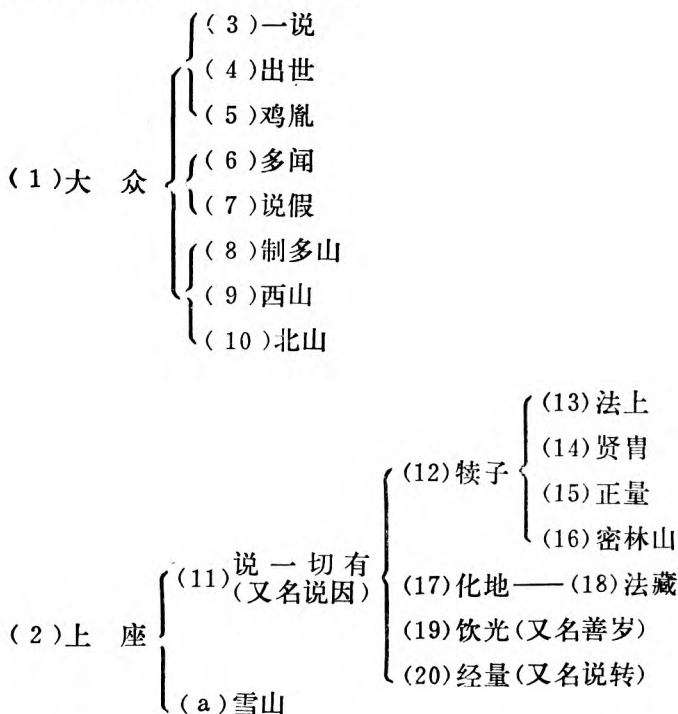 (3)一说
(4)出世
(5)鸡胤
(1)大 众
(6)多闻
(7)说假
(8)制多山
(9)西山
(10)北山
(13)法上
(14)贤胄
(12)犊子
(15)正量
(16)密林山
(11)说一切有
(又名说因)
(17)化地——(18)法藏
(2)上 座
(19)饮光(又名善岁)
(20)经量(又名说转)
(a)雪山